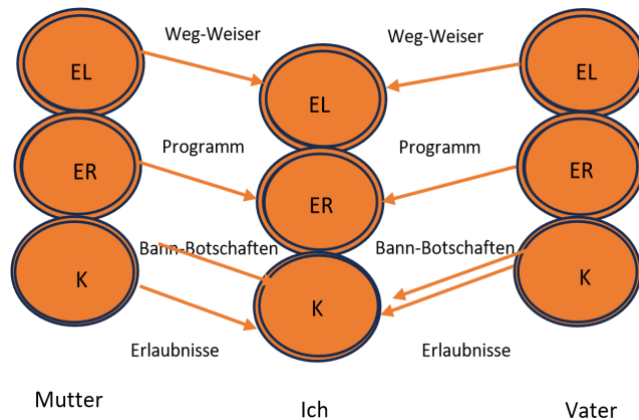 Weg-Weiser
Weg-Weiser
EL
EL
EL
Programm
Programm
ER
ER
ER
Bann-Botschaften
Bann-Botschaften
K
K
K
Erlaubnisse
Erlaubnisse
Mutter
Ich
Vater